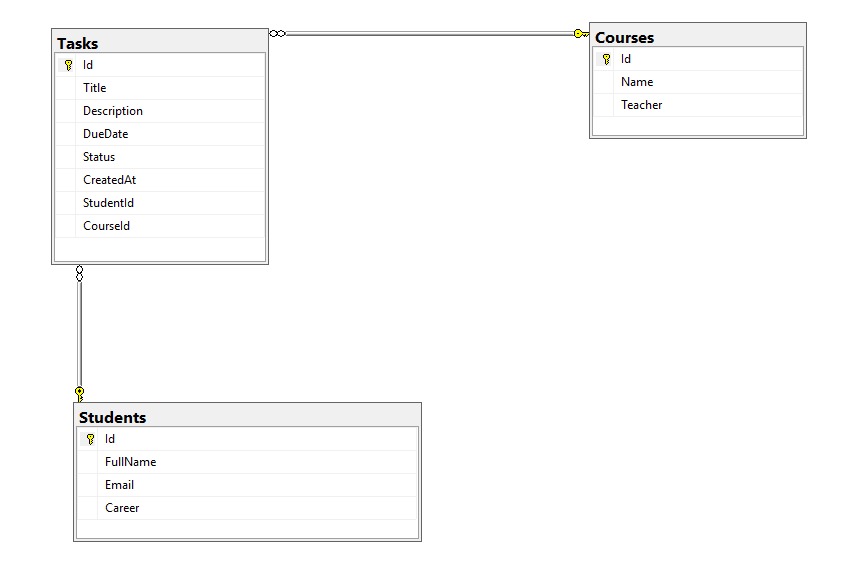 Tasks
Id
Title
Description
DueDate
Status
CreatedAt
StudentId
CourseId
Courses
Id
Name
Teacher
Students
Id
FullName
Email
Career